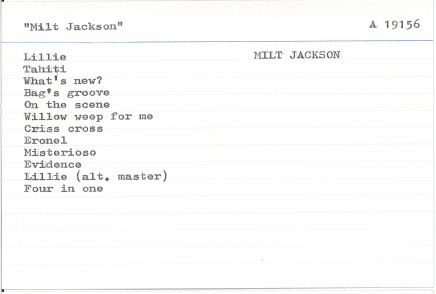 "Milt Jackson" A 19156
Lillie MILT JACKSON
Tahiti
What's new?
Bag's groove
On the scene
Willow weep for me
Criss cross
Eronel
Misterioso
Evidence
Lillie (alt. master)
Four in one